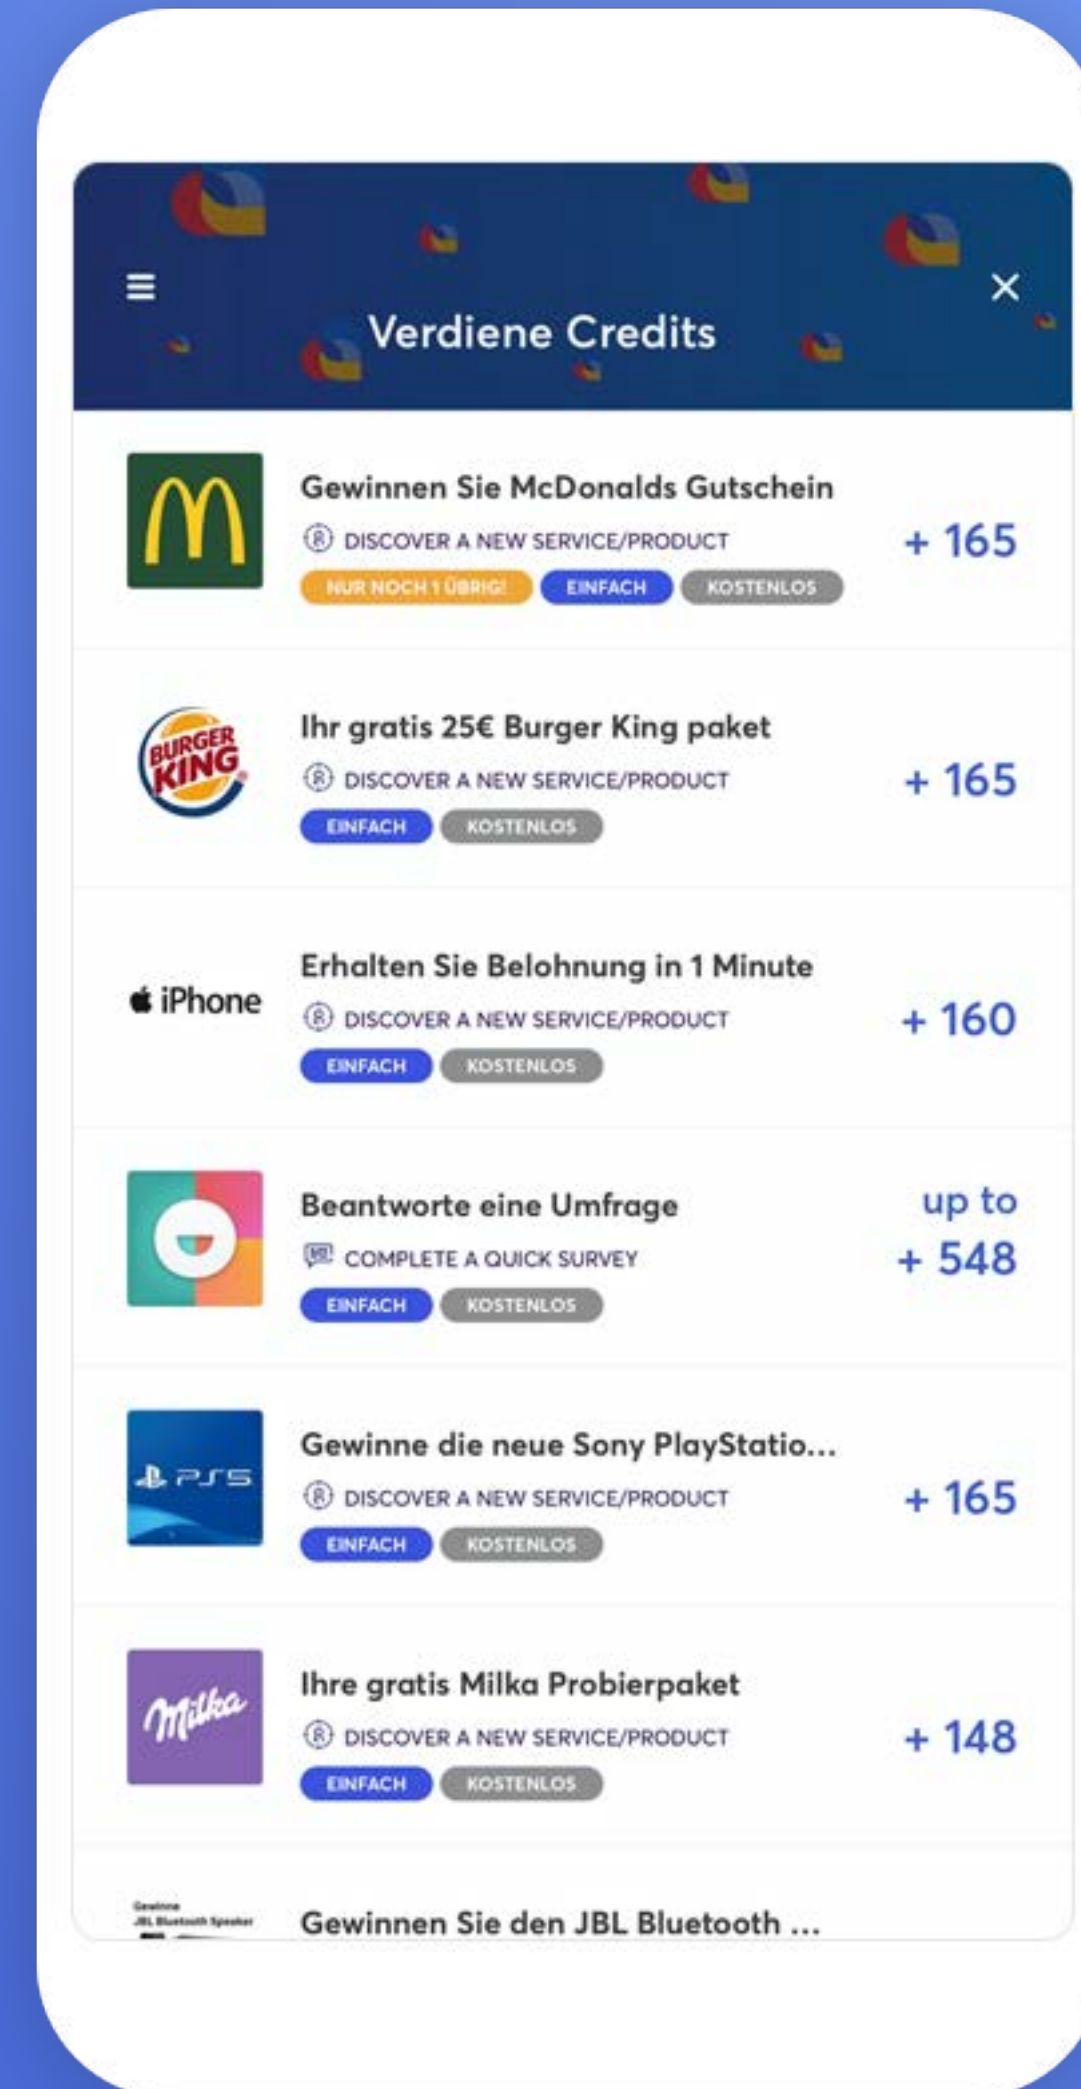 Verdiene Credits
Gewinnen Sie McDonalds Gutschein
DISCOVER A NEW SERVICE/PRODUCT
+ 165
NUR NOCH 1 ÜBRIG! EINFACH KOSTENLOS
BURGER
KING
Ihr gratis 25€ Burger King paket
DISCOVER A NEW SERVICE/PRODUCT
+ 165
EINFACH KOSTENLOS
iPhone
Erhalten Sie Belohnung in 1 Minute
DISCOVER A NEW SERVICE/PRODUCT
+ 160
EINFACH KOSTENLOS
Beantworte eine Umfrage
COMPLETE A QUICK SURVEY
up to
+ 548
EINFACH KOSTENLOS
PS5
Gewinne die neue Sony PlayStatio...
DISCOVER A NEW SERVICE/PRODUCT
+ 165
EINFACH KOSTENLOS
Milka
Ihre gratis Milka Probierpaket
DISCOVER A NEW SERVICE/PRODUCT
+ 148
EINFACH KOSTENLOS
Gewinne
JBL Bluetooth Speaker
Gewinnen Sie den JBL Bluetooth ...